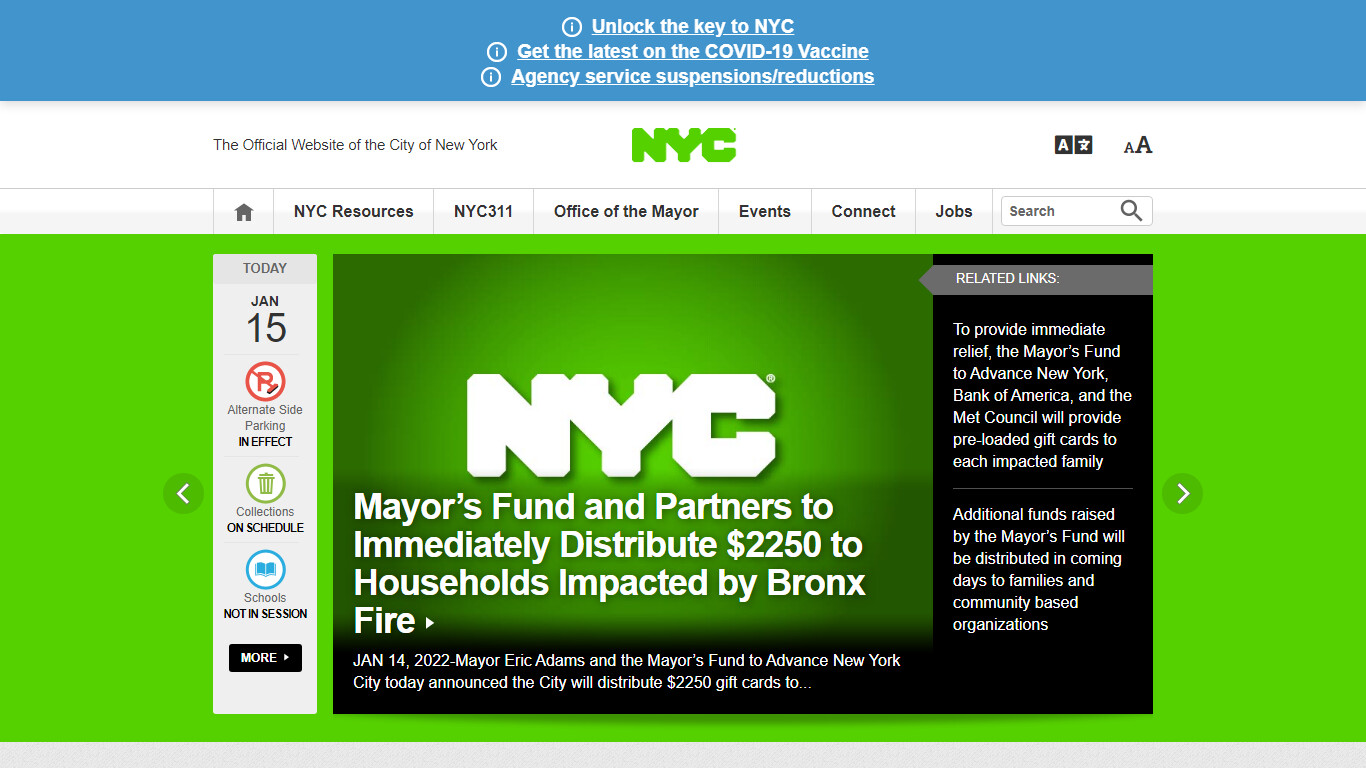 Unlock the key to NYC
Get the latest on the COVID-19 Vaccine
Agency service suspensions/reductions
The Official Website of the City of New York
NYC
A
AA
NYC Resources
NYC311
Office of the Mayor
Events
Connect
Jobs
Search
TODAY
JAN
15
Alternate Side
Parking
IN EFFECT
Collections
ON SCHEDULE
Schools
NOT IN SESSION
MORE
NYC®
Mayor’s Fund and Partners to
Immediately Distribute $2250 to
Households Impacted by Bronx
Fire
JAN 14, 2022-Mayor Eric Adams and the Mayor’s Fund to Advance New York
City today announced the City will distribute $2250 gift cards to...
RELATED LINKS:
To provide immediate
relief, the Mayor’s Fund
to Advance New York,
Bank of America, and the
Met Council will provide
pre-loaded gift cards to
each impacted family
Additional funds raised
by the Mayor’s Fund will
be distributed in coming
days to families and
community based
organizations